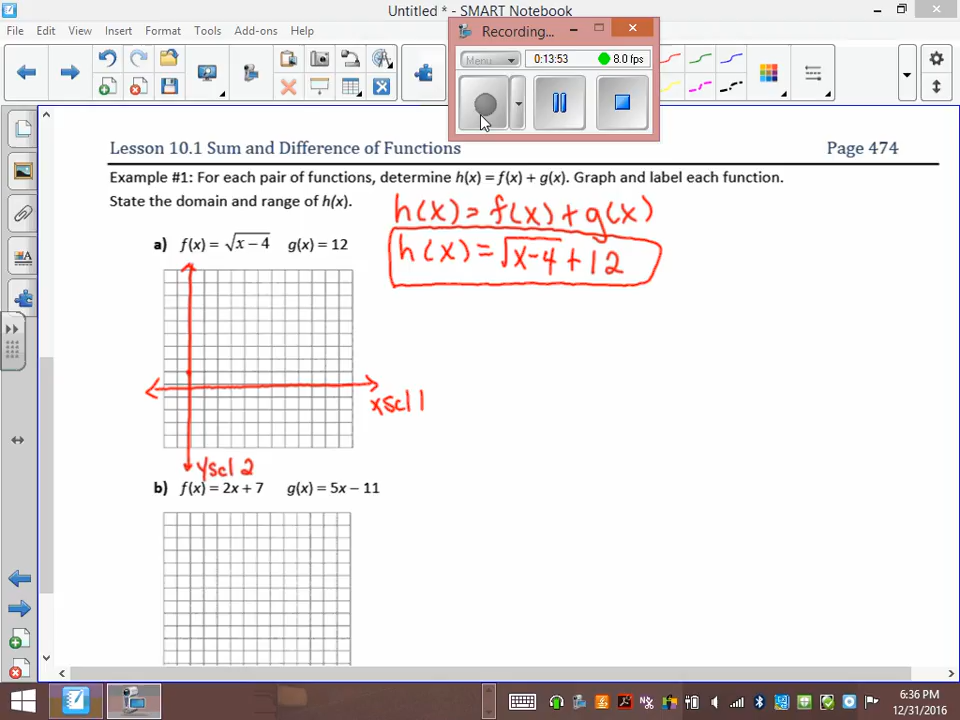 Untitled * - SMART Notebook
File Edit View Insert Format Tools Add-ons Help
Recording...
Menu 0:13:53 8.0 fps
Lesson 10.1 Sum and Difference of Functions Page 474
Example #1: For each pair of functions, determine h(x) = f(x) + g(x). Graph and label each function.
State the domain and range of h(x).
h(x) = f(x) + g(x)
a) f(x) = √x − 4 g(x) = 12
h(x) = √x-4 + 12
xscl 1
yscl 2
b) f(x) = 2x + 7 g(x) = 5x − 11
6:36 PM
12/31/2016